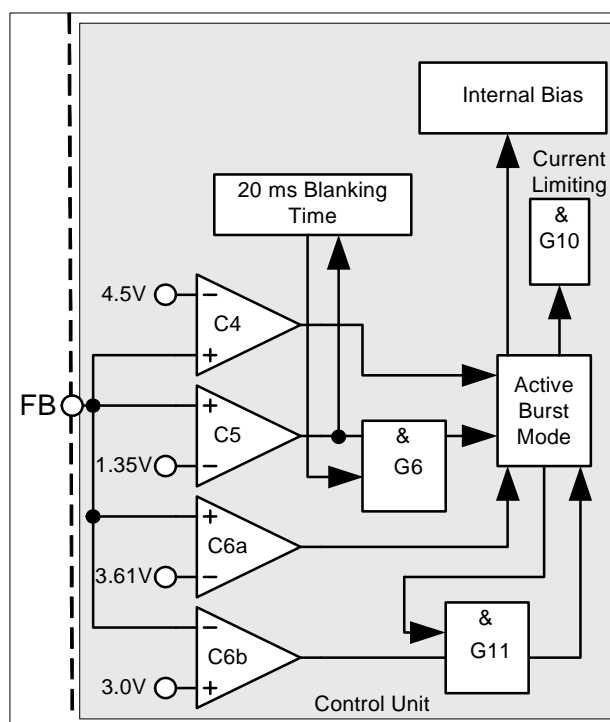 Internal Bias
Current
Limiting
20 ms Blanking
Time
&
G10
4.5V
−
C4
+
FB
+
C5
−
1.35V
&
G6
Active
Burst
Mode
+
C6a
−
3.61V
−
C6b
+
3.0V
&
G11
Control Unit